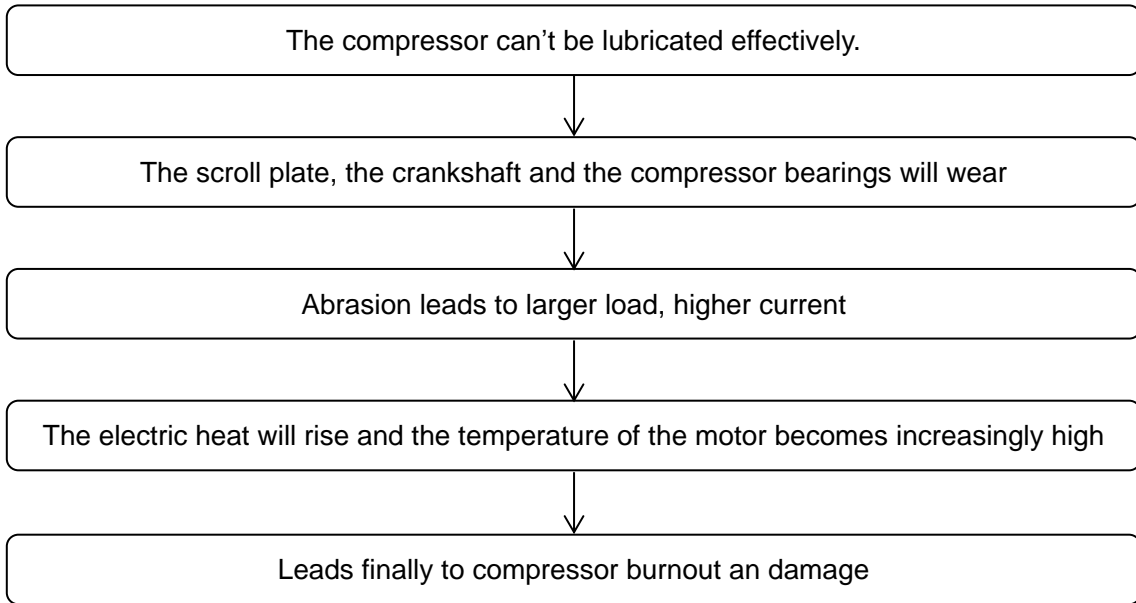 The compressor can’t be lubricated effectively.
The scroll plate, the crankshaft and the compressor bearings will wear
Abrasion leads to larger load, higher current
The electric heat will rise and the temperature of the motor becomes increasingly high
Leads finally to compressor burnout an damage